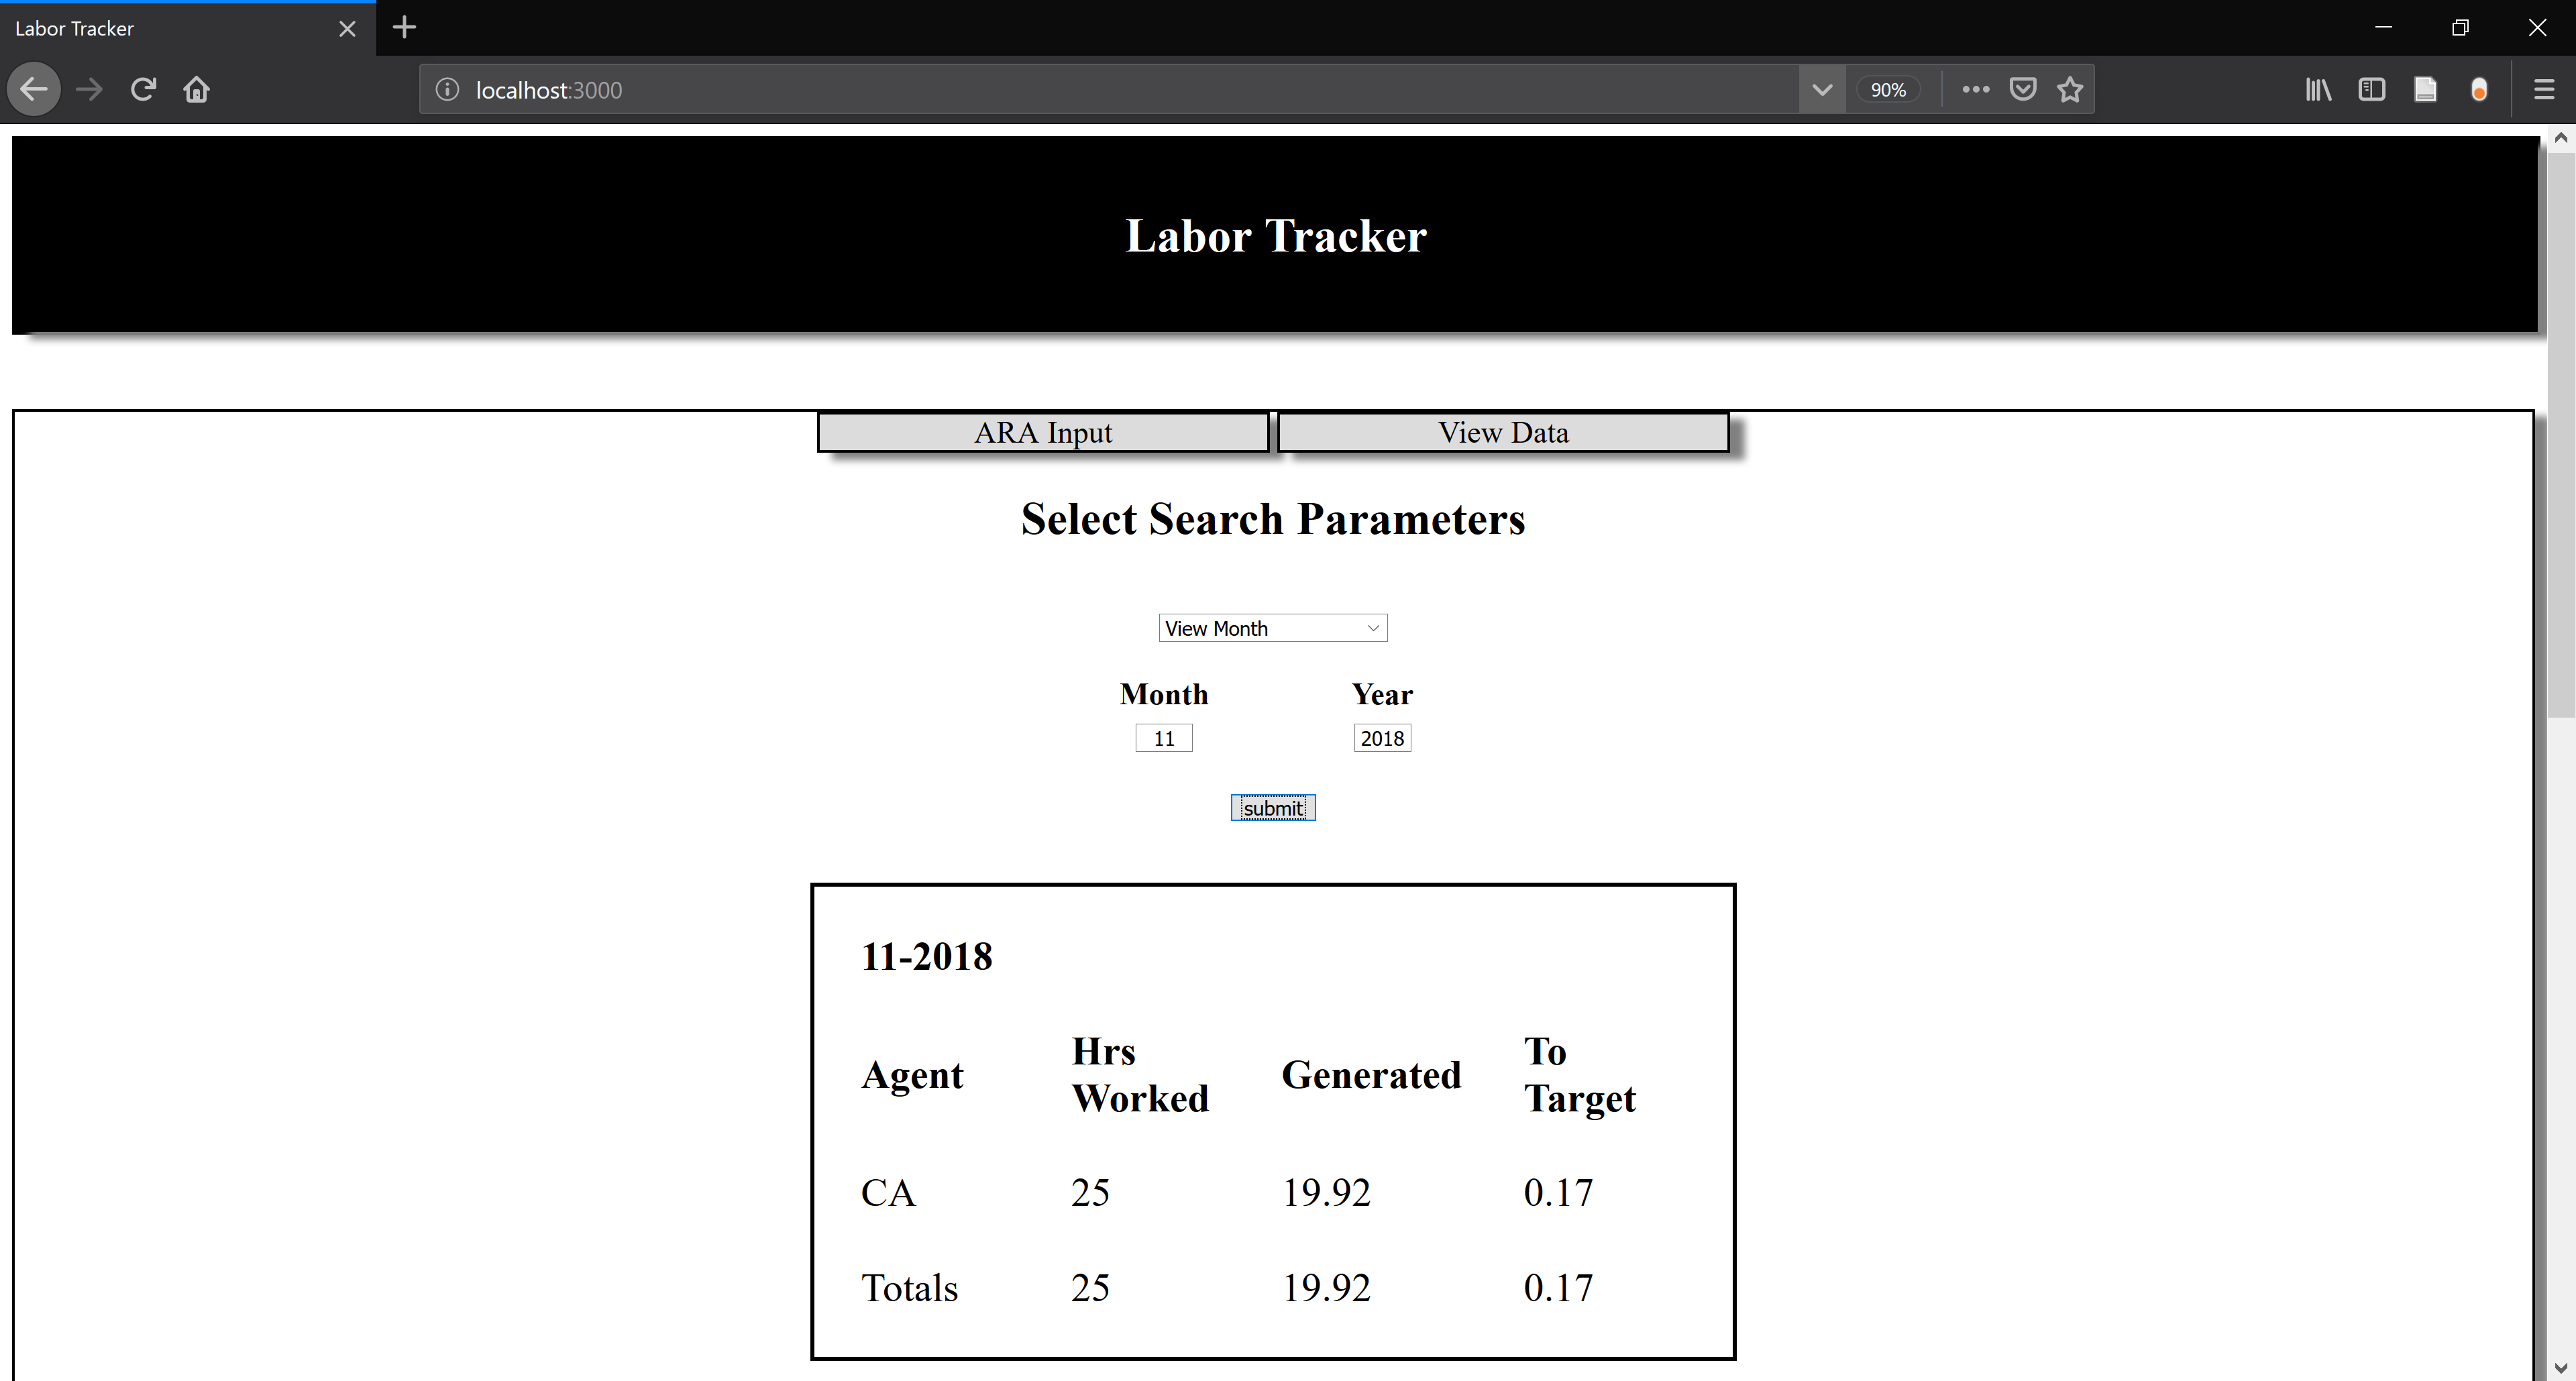 Labor Tracker
localhost:3000
90%
Labor Tracker
ARA Input View Data
Select Search Parameters
View Month
Month Year
11 2018
submit
11-2018
Agent Hrs Worked Generated To Target
CA 25 19.92 0.17
Totals 25 19.92 0.17